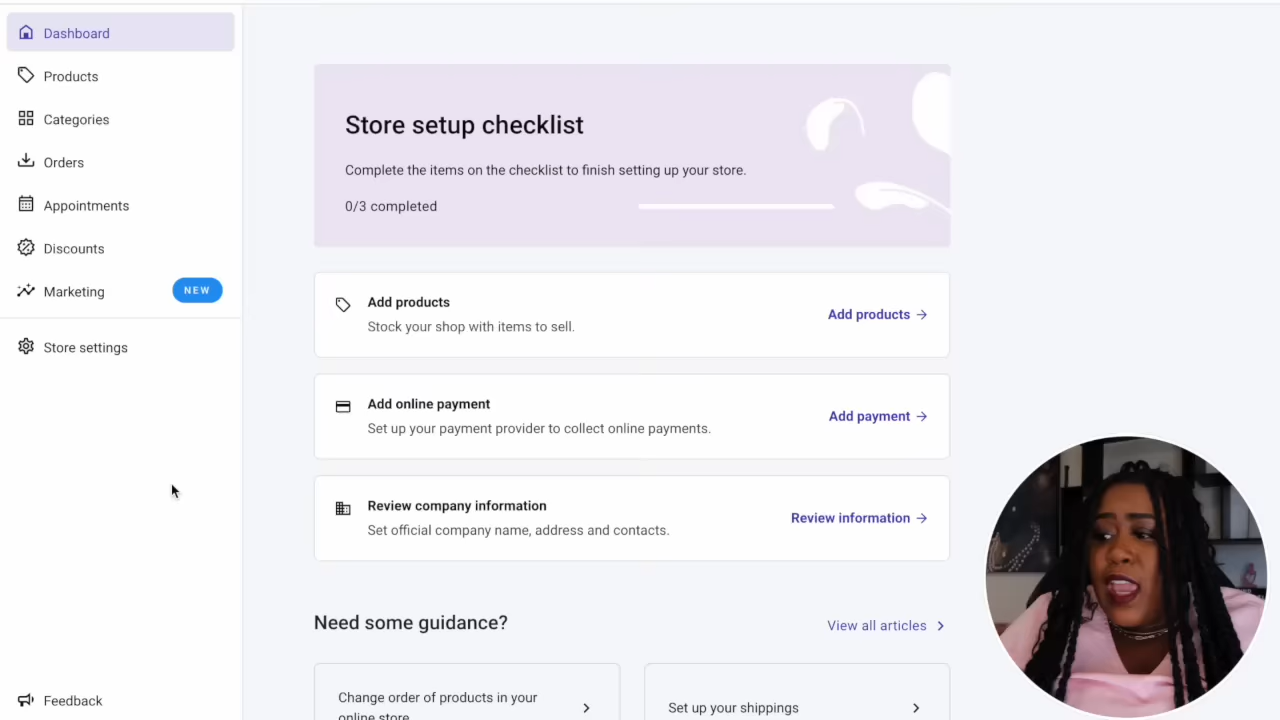 Dashboard
Products
Categories
Orders
Appointments
Discounts
Marketing NEW
Store settings
Feedback
Store setup checklist
Complete the items on the checklist to finish setting up your store.
0/3 completed
Add products
Stock your shop with items to sell.
Add products
Add online payment
Set up your payment provider to collect online payments.
Add payment
Review company information
Set official company name, address and contacts.
Review information
Need some guidance?
View all articles
Change order of products in your
online store
Set up your shippings